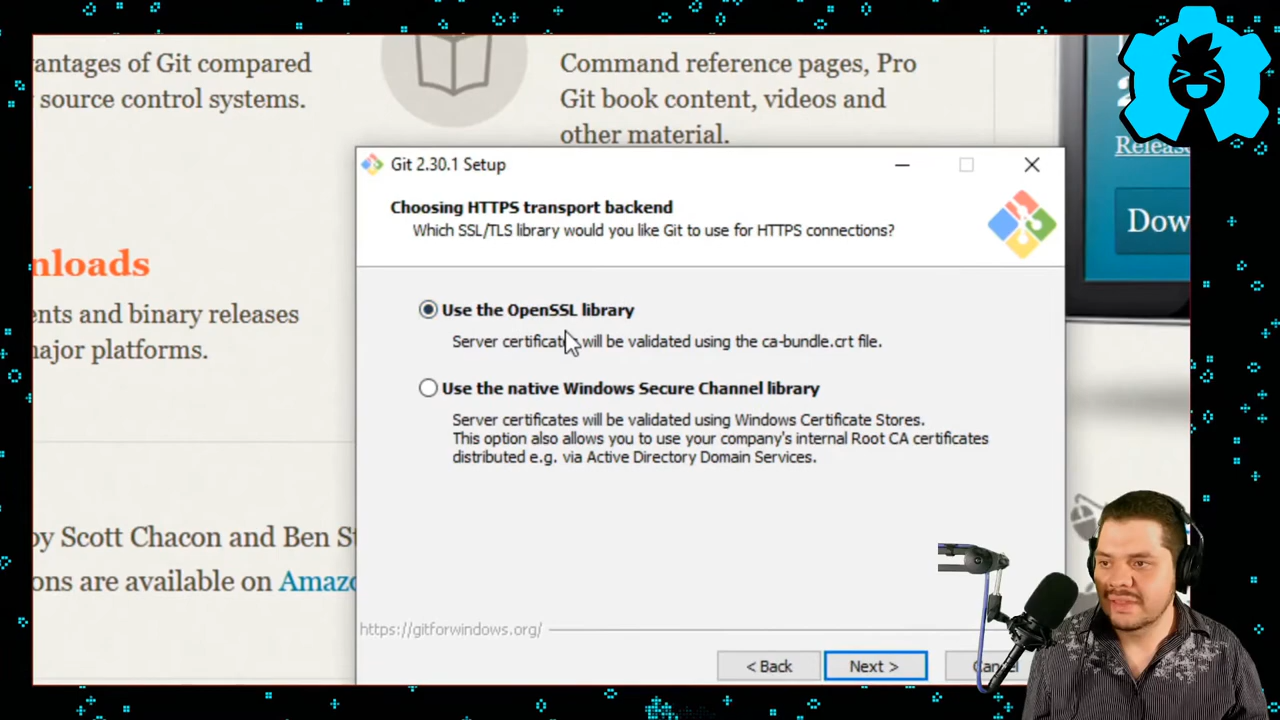 antages of Git compared
source control systems.
Command reference pages, Pro
Git book content, videos and
other material.
Git 2.30.1 Setup
Choosing HTTPS transport backend
Which SSL/TLS library would you like Git to use for HTTPS connections?
Use the OpenSSL library
Server certificates will be validated using the ca-bundle.crt file.
Use the native Windows Secure Channel library
Server certificates will be validated using Windows Certificate Stores.
This option also allows you to use your company's internal Root CA certificates
distributed e.g. via Active Directory Domain Services.
nloads
ents and binary releases
najor platforms.
by Scott Chacon and Ben St
ons are available on Amazo
Releas
Dow
https://gitforwindows.org/
< Back
Next >
Cancel